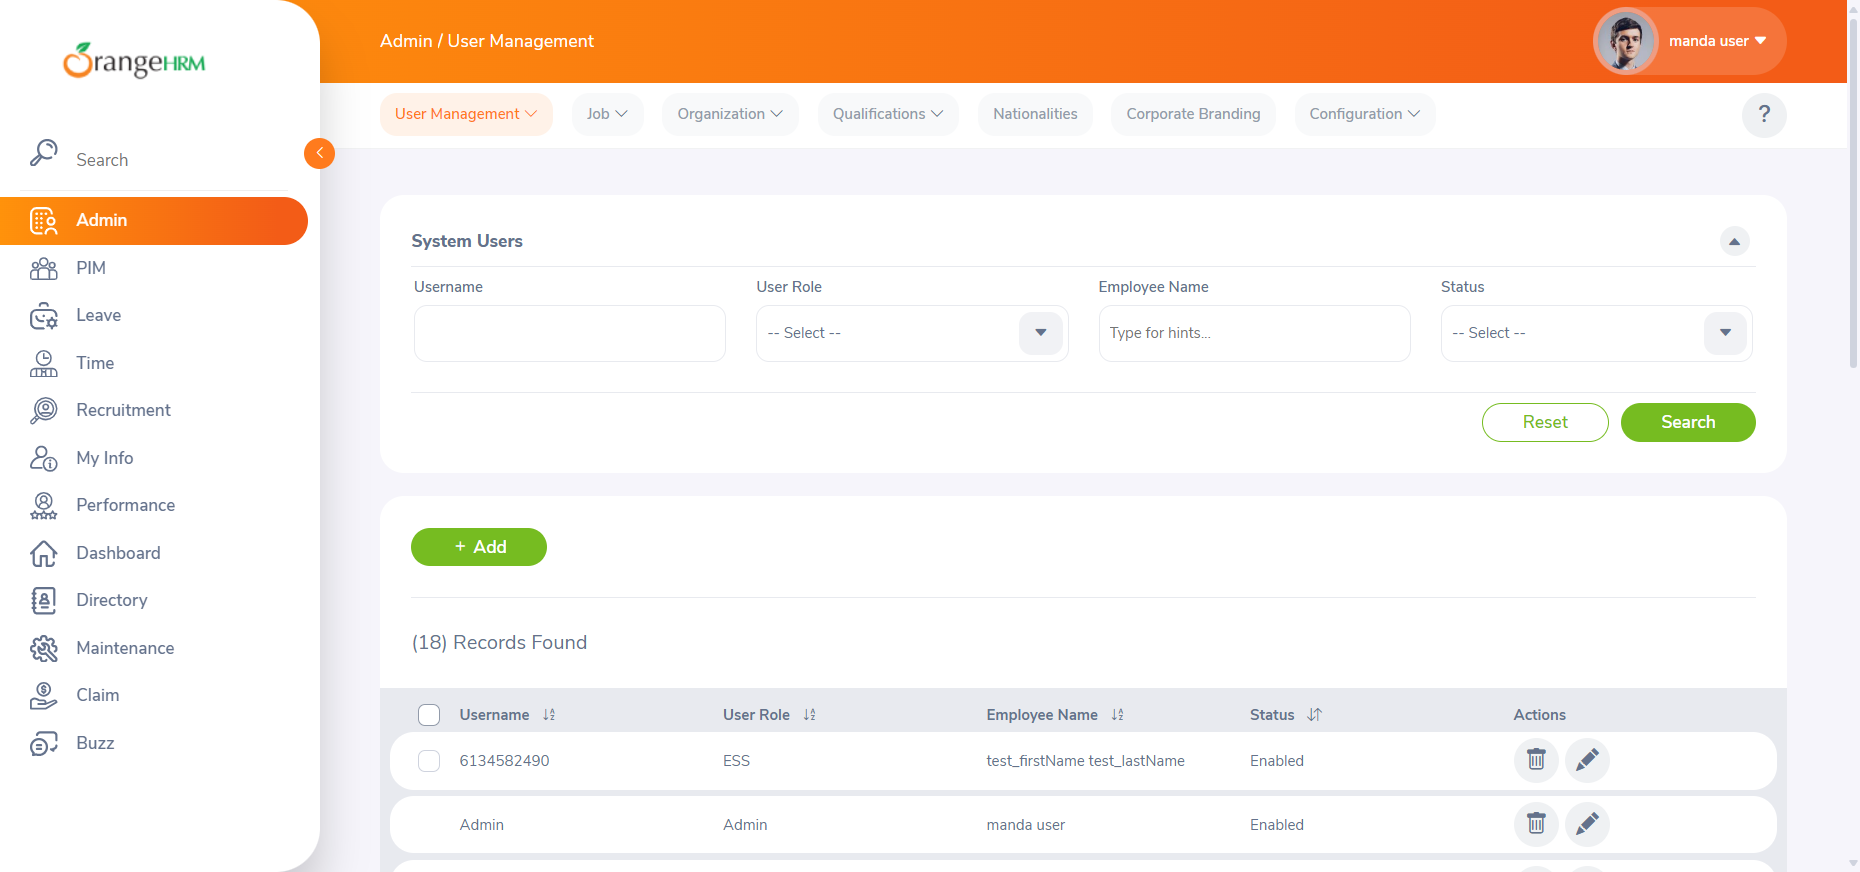 OrangeHRM
Search
Admin
PIM
Leave
Time
Recruitment
My Info
Performance
Dashboard
Directory
Maintenance
Claim
Buzz
Admin / User Management
manda user
User Management
Job
Organization
Qualifications
Nationalities
Corporate Branding
Configuration
?
System Users
Username
User Role
Employee Name
Status
-- Select --
Type for hints...
-- Select --
Reset
Search
+ Add
(18) Records Found
Username User Role Employee Name Status Actions
6134582490 ESS test_firstName test_lastName Enabled
Admin Admin manda user Enabled